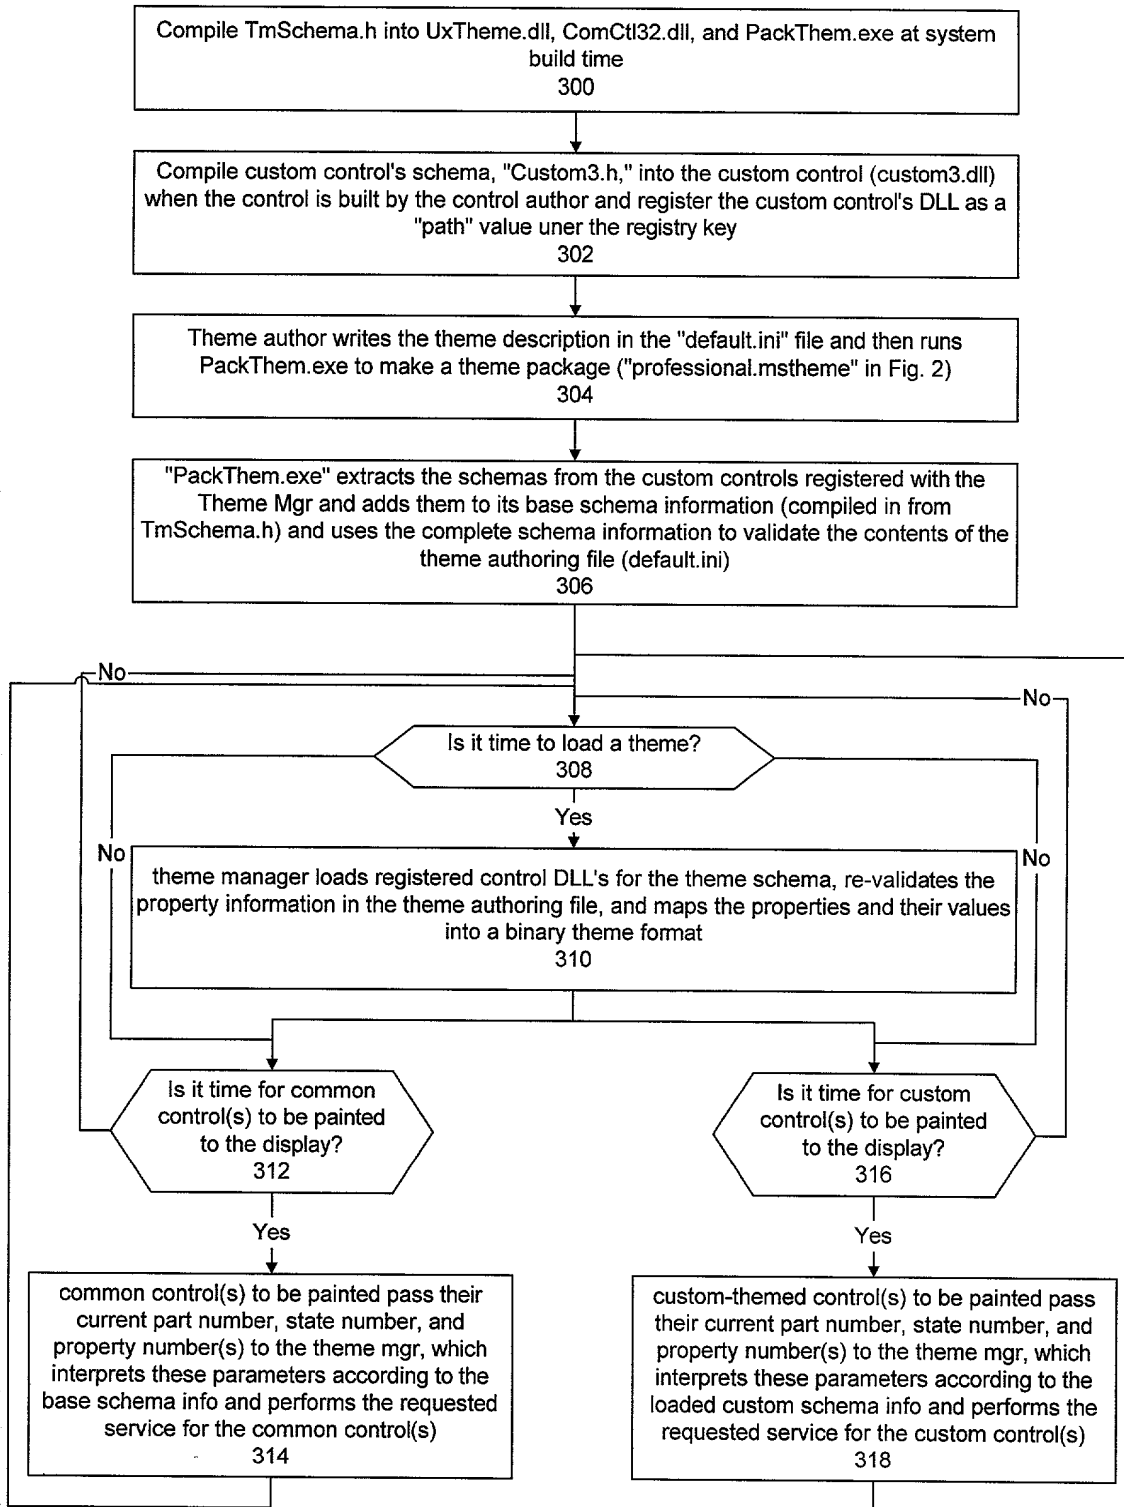 Compile TmSchema.h into UxTheme.dll, ComCtl32.dll, and PackThem.exe at system
build time
300
Compile custom control's schema, "Custom3.h," into the custom control (custom3.dll)
when the control is built by the control author and register the custom control's DLL as a
"path" value uner the registry key
302
Theme author writes the theme description in the "default.ini" file and then runs
PackThem.exe to make a theme package ("professional.mstheme" in Fig. 2)
304
"PackThem.exe" extracts the schemas from the custom controls registered with the
Theme Mgr and adds them to its base schema information (compiled in from
TmSchema.h) and uses the complete schema information to validate the contents of the
theme authoring file (default.ini)
306
No
No
Is it time to load a theme?
308
Yes
No
No
theme manager loads registered control DLL's for the theme schema, re-validates the
property information in the theme authoring file, and maps the properties and their values
into a binary theme format
310
Is it time for common
control(s) to be painted
to the display?
312
Is it time for custom
control(s) to be painted
to the display?
316
Yes
Yes
common control(s) to be painted pass their
current part number, state number, and
property number(s) to the theme mgr, which
interprets these parameters according to the
base schema info and performs the requested
service for the common control(s)
314
custom-themed control(s) to be painted pass
their current part number, state number, and
property number(s) to the theme mgr, which
interprets these parameters according to the
loaded custom schema info and performs the
requested service for the custom control(s)
318